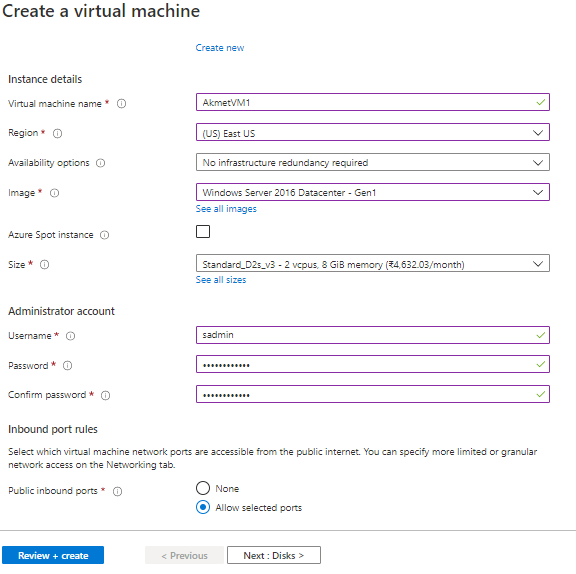 Create a virtual machine
Create new
Instance details
Virtual machine name *
AkmetVM1
Region *
(US) East US
Availability options
No infrastructure redundancy required
Image *
Windows Server 2016 Datacenter - Gen1
See all images
Azure Spot instance
Size *
Standard_D2s_v3 - 2 vcpus, 8 GiB memory (₹4,632.03/month)
See all sizes
Administrator account
Username *
sadmin
Password *
••••••••••••
Confirm password *
••••••••••••
Inbound port rules
Select which virtual machine network ports are accessible from the public internet. You can specify more limited or granular
network access on the Networking tab.
Public inbound ports *
None
Allow selected ports
Review + create
< Previous
Next : Disks >